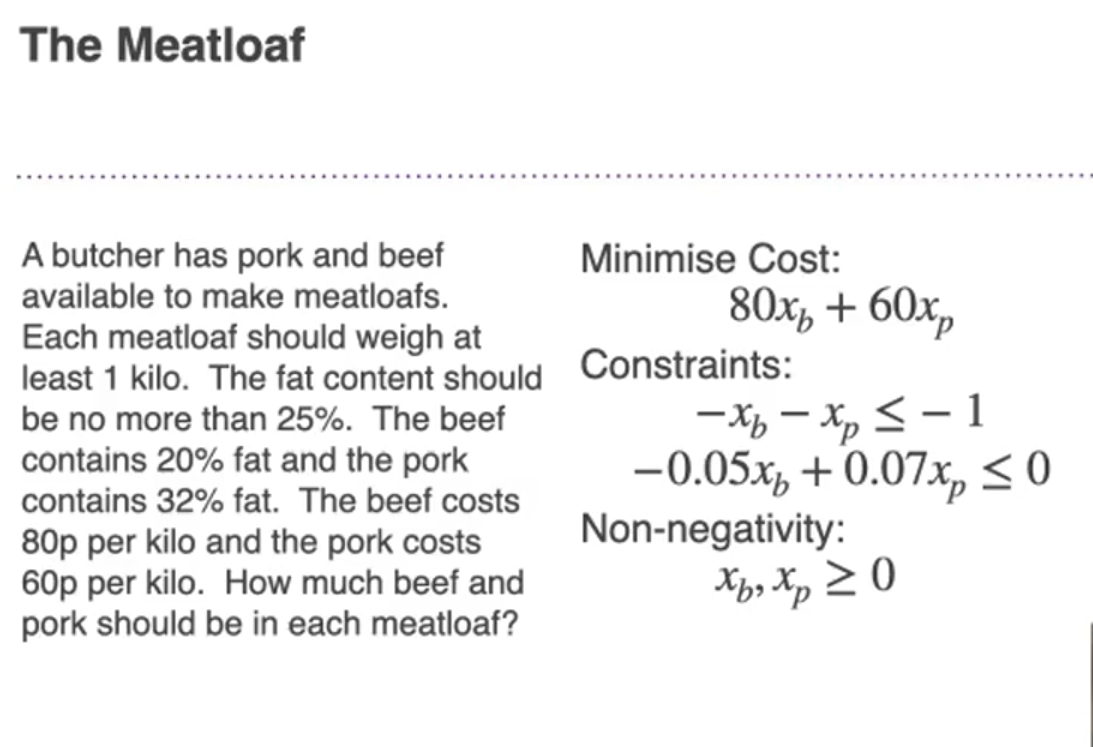 The Meatloaf
A butcher has pork and beef
available to make meatloafs.
Each meatloaf should weigh at
least 1 kilo. The fat content should
be no more than 25%. The beef
contains 20% fat and the pork
contains 32% fat. The beef costs
80p per kilo and the pork costs
60p per kilo. How much beef and
pork should be in each meatloaf?
Minimise Cost:
80x_b + 60x_p
Constraints:
−x_b − x_p ≤ − 1
−0.05x_b + 0.07x_p ≤ 0
Non-negativity:
x_b, x_p ≥ 0